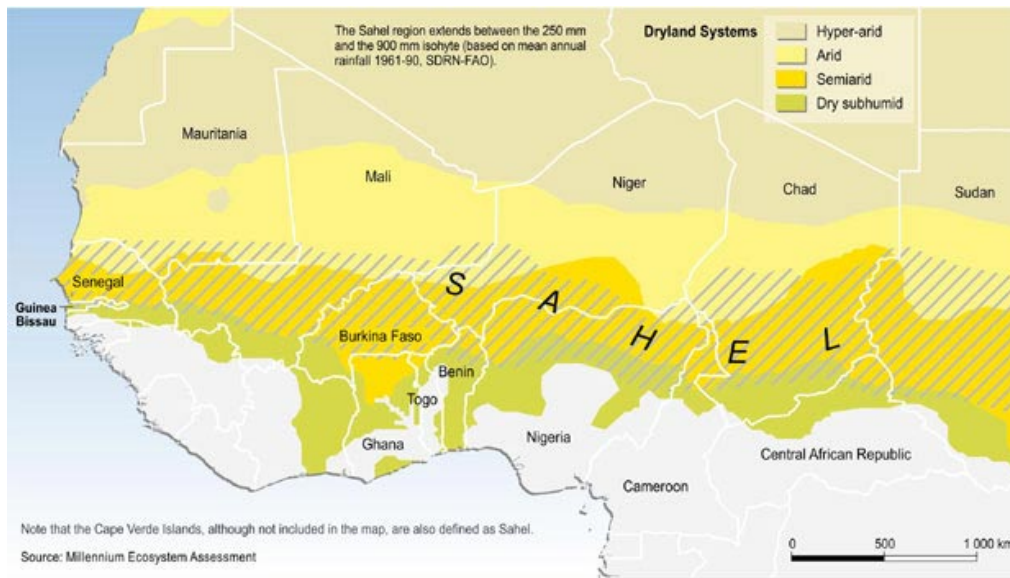 The Sahel region extends between the 250 mm
and the 900 mm isohyte (based on mean annual
rainfall 1961-90, SDRN-FAO).
Dryland Systems
Hyper-arid
Arid
Semiarid
Dry subhumid
Mauritania
Mali
Niger
Chad
Sudan
Senegal
Guinea
Bissau
SAHEL
Burkina Faso
Benin
Togo
Ghana
Nigeria
Cameroon
Central African Republic
Note that the Cape Verde Islands, although not included in the map, are also defined as Sahel.
Source: Millennium Ecosystem Assessment
0 500 1 000 km